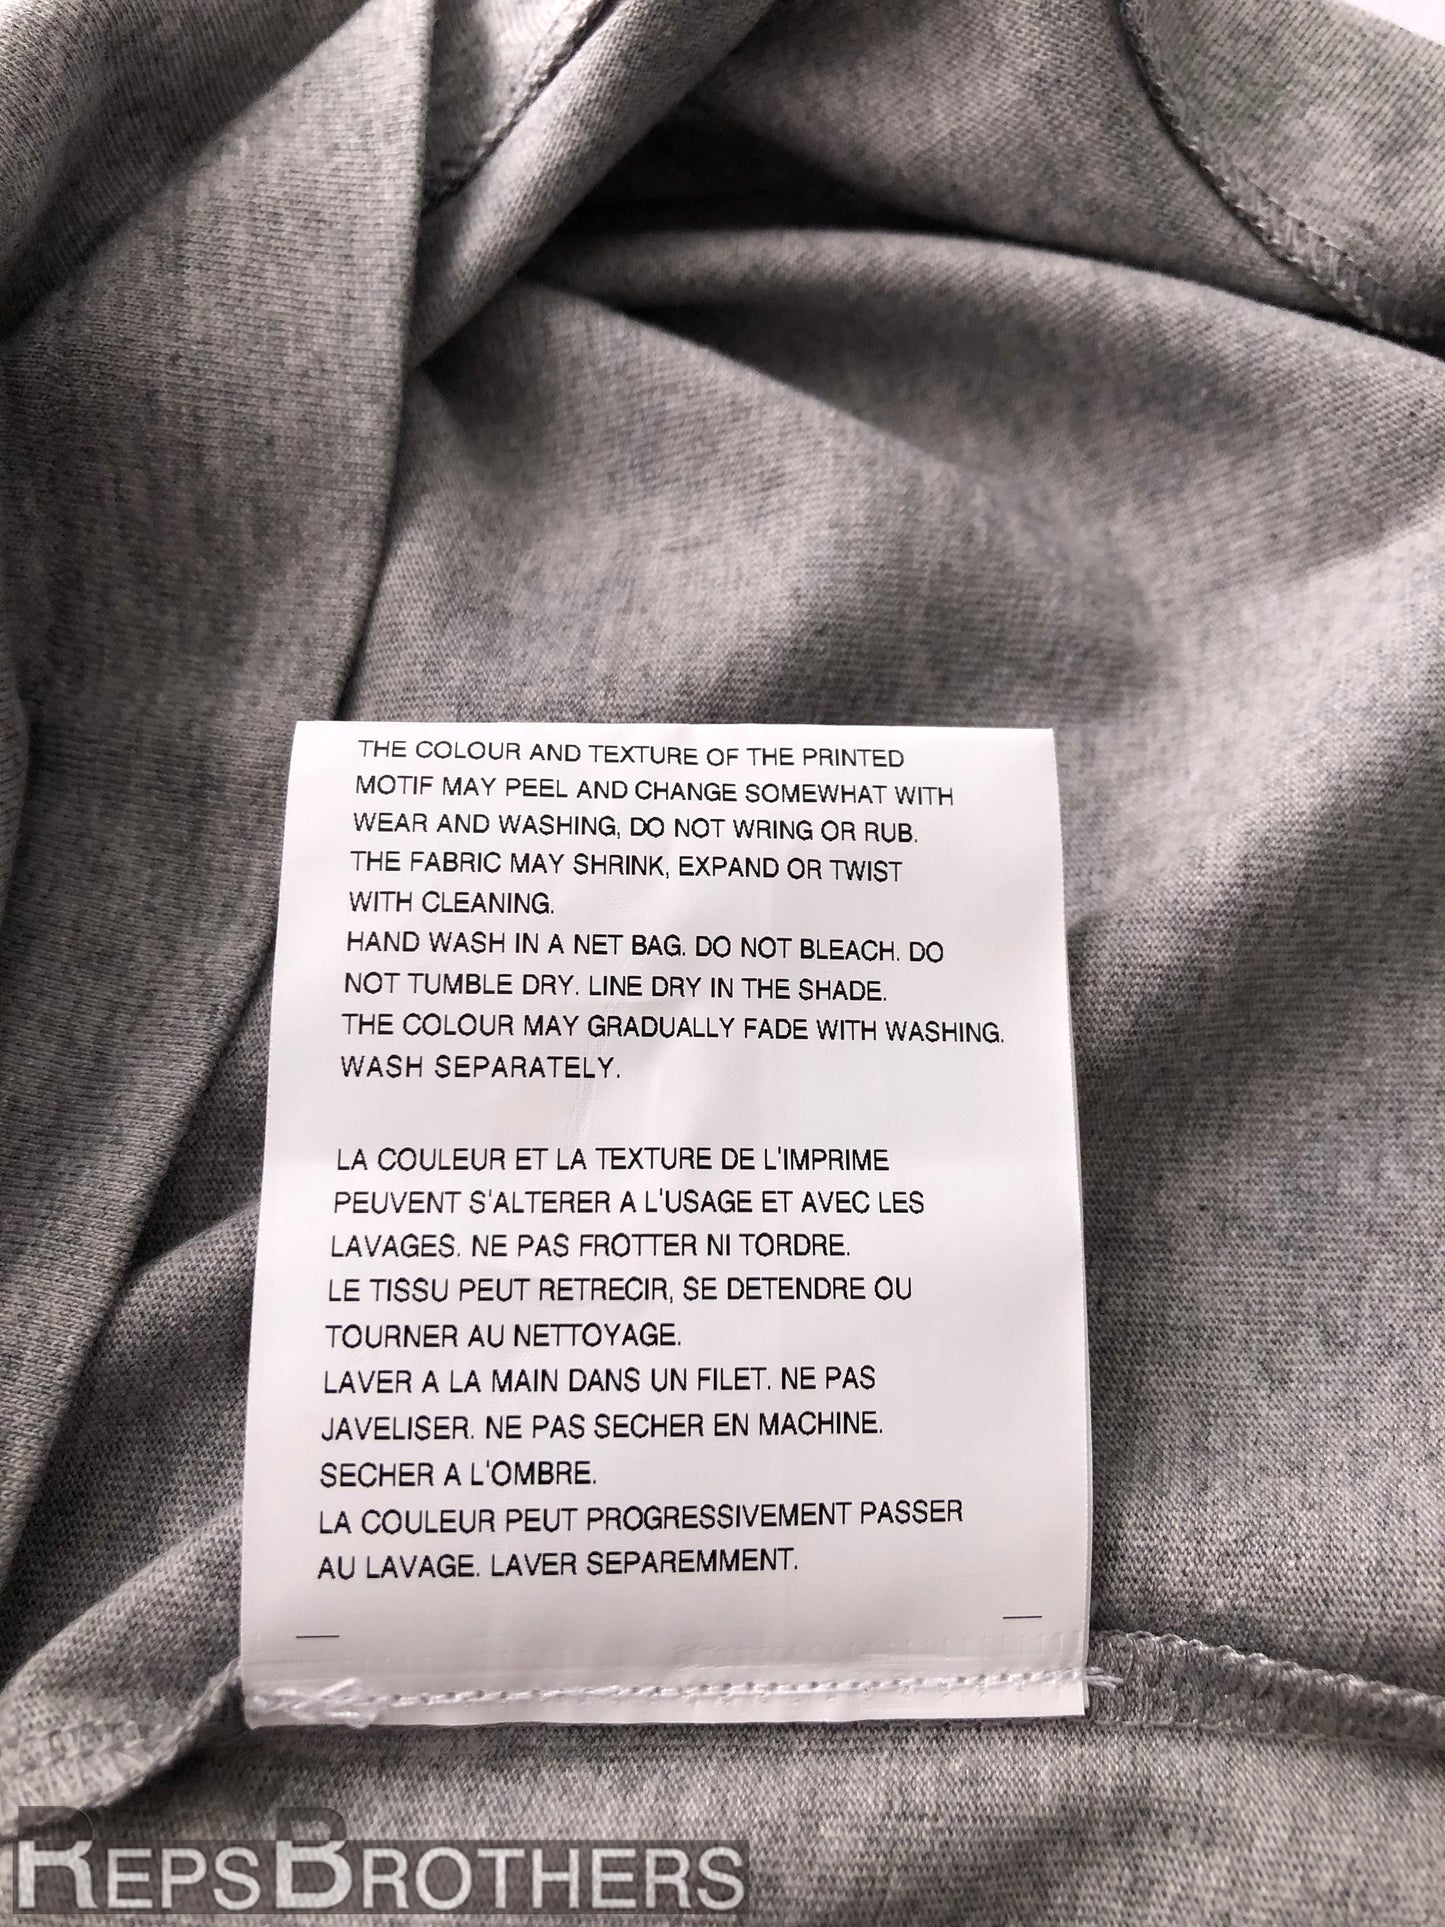 THE COLOUR AND TEXTURE OF THE PRINTED
MOTIF MAY PEEL AND CHANGE SOMEWHAT WITH
WEAR AND WASHING, DO NOT WRING OR RUB.
THE FABRIC MAY SHRINK, EXPAND OR TWIST
WITH CLEANING.
HAND WASH IN A NET BAG. DO NOT BLEACH. DO
NOT TUMBLE DRY. LINE DRY IN THE SHADE.
THE COLOUR MAY GRADUALLY FADE WITH WASHING.
WASH SEPARATELY.
LA COULEUR ET LA TEXTURE DE L'IMPRIME
PEUVENT S'ALTERER A L'USAGE ET AVEC LES
LAVAGES. NE PAS FROTTER NI TORDRE.
LE TISSU PEUT RETRECIR, SE DETENDRE OU
TOURNER AU NETTOYAGE.
LAVER A LA MAIN DANS UN FILET. NE PAS
JAVELISER. NE PAS SECHER EN MACHINE.
SECHER A L'OMBRE.
LA COULEUR PEUT PROGRESSIVEMENT PASSER
AU LAVAGE. LAVER SEPAREMMENT.
REPSBROTHERS